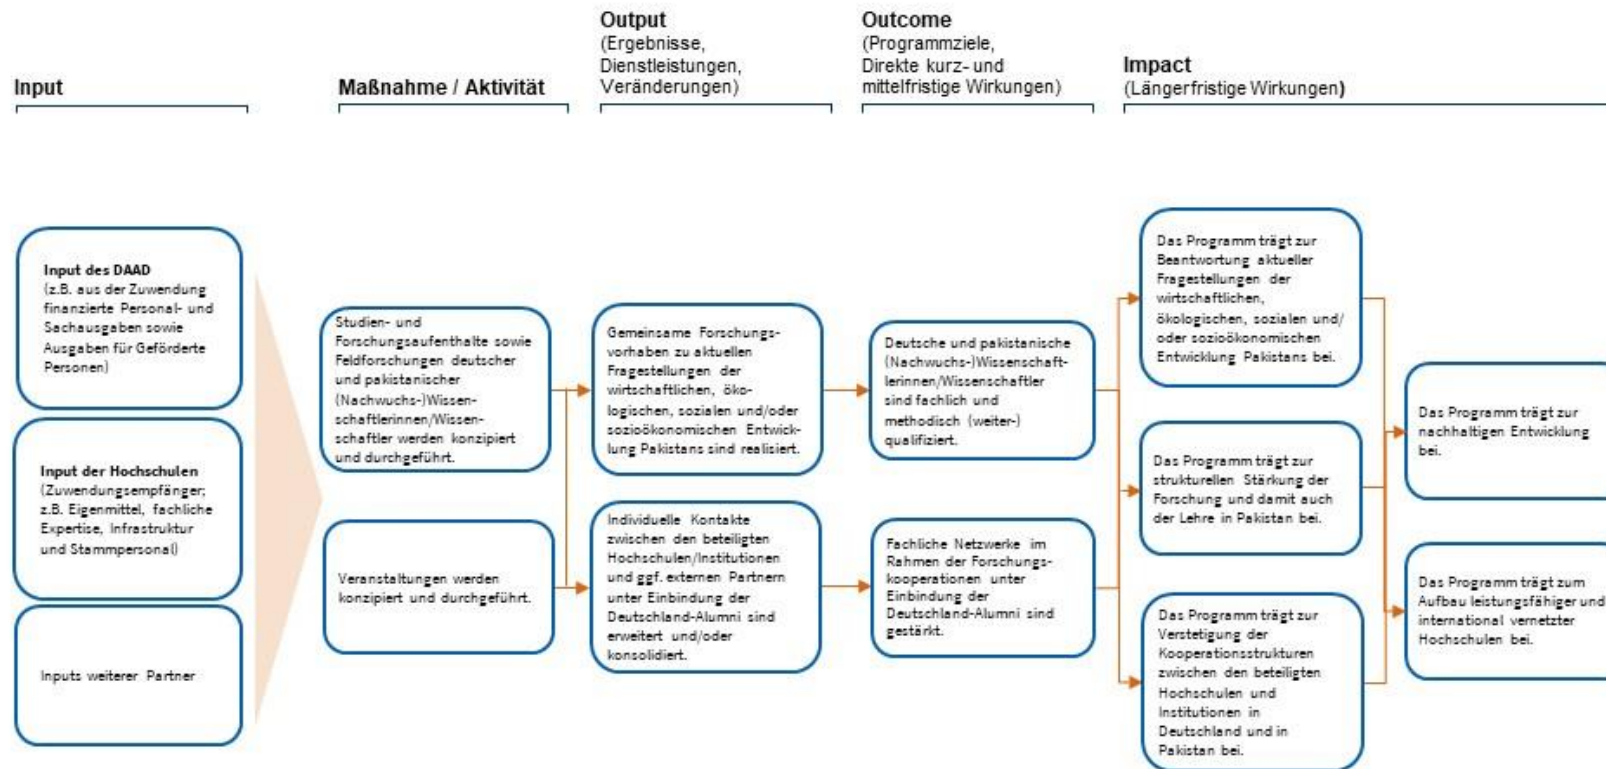 Input
Maßnahme / Aktivität
Output
(Ergebnisse,
Dienstleistungen,
Veränderungen)
Outcome
(Programmziele,
Direkte kurz- und
mittelfristige Wirkungen)
Impact
(Längerfristige Wirkungen)
Input des DAAD
(z.B. aus der Zuwendung
finanzierte Personal- und
Sachausgaben sowie
Ausgaben für Geförderte
Personen)
Input der Hochschulen
(Zuwendungsempfänger;
z.B. Eigenmittel, fachliche
Expertise, Infrastruktur
und Stammpersonal)
Inputs weiterer Partner
Studien- und
Forschungsaufenthalte sowie
Feldforschungen deutscher
und pakistanischer
(Nachwuchs-)Wissen-
schaftlerinnen/Wissen-
schaftler werden konzipiert
und durchgeführt.
Veranstaltungen werden
konzipiert und durchgeführt.
Gemeinsame Forschungs-
vorhaben zu aktuellen
Fragestellungen der
wirtschaftlichen, öko-
logischen, sozialen und/oder
sozioökonomischen Entwick-
lung Pakistans sind realisiert.
Individuelle Kontakte
zwischen den beteiligten
Hochschulen/Institutionen
und ggf. externen Partnern
unter Einbindung der
Deutschland-Alumni sind
erweitert und/oder
konsolidiert.
Deutsche und pakistanische
(Nachwuchs-)Wissenschaft-
lerinnen/Wissenschaftler
sind fachlich und
methodisch (weiter-)
qualifiziert.
Fachliche Netzwerke im
Rahmen der Forschungs-
kooperationen unter
Einbindung der
Deutschland-Alumni sind
gestärkt.
Das Programm trägt zur
Beantwortung aktueller
Fragestellungen der
wirtschaftlichen,
ökologischen, sozialen und/
oder sozioökonomischen
Entwicklung Pakistans bei.
Das Programm trägt zur
strukturellen Stärkung der
Forschung und damit auch
der Lehre in Pakistan bei.
Das Programm trägt zur
Verstetigung der
Kooperationsstrukturen
zwischen den beteiligten
Hochschulen und
Institutionen in
Deutschland und in
Pakistan bei.
Das Programm trägt zur
nachhaltigen Entwicklung
bei.
Das Programm trägt zum
Aufbau leistungsfähiger und
international vernetzter
Hochschulen bei.